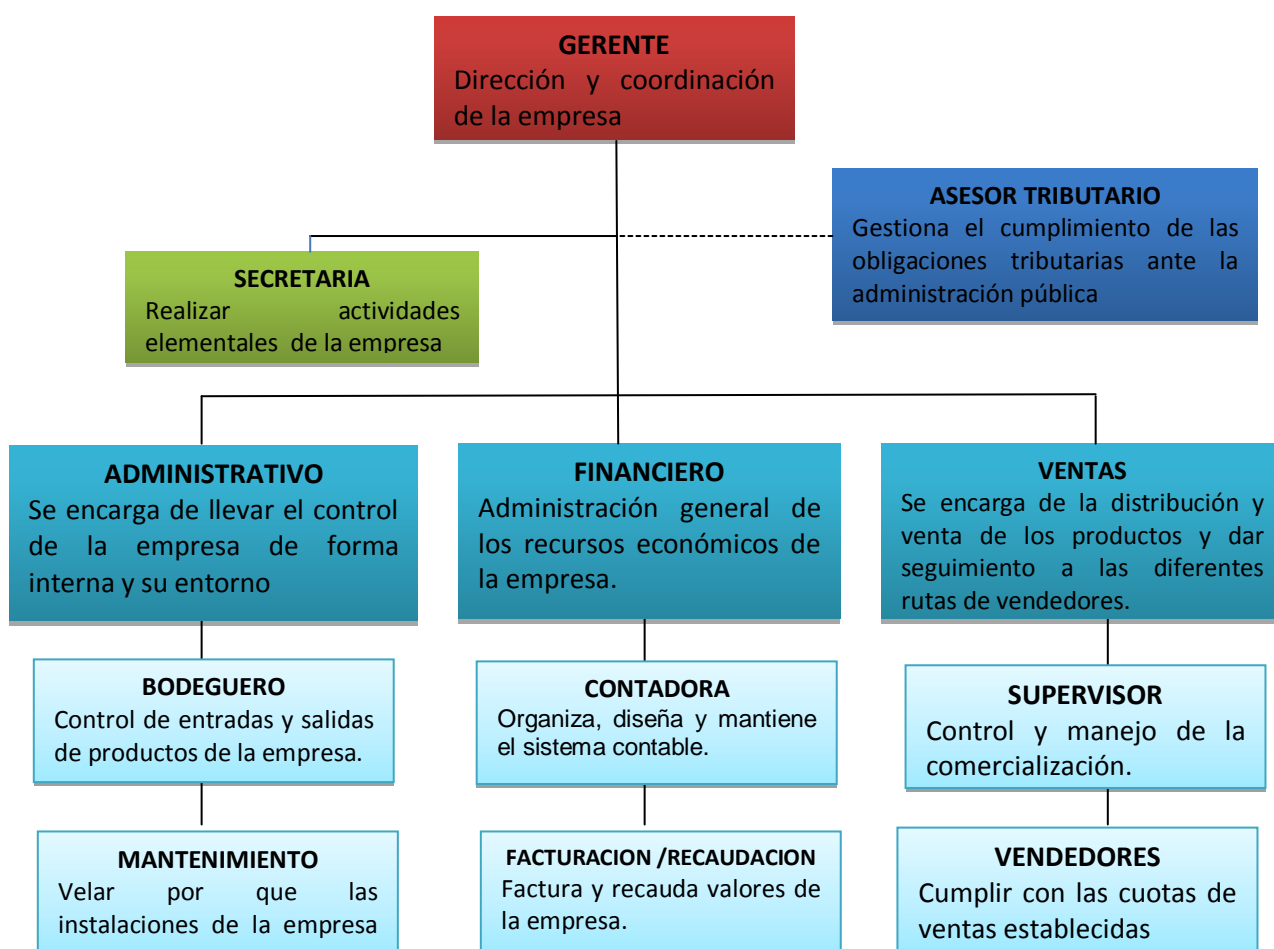 GERENTE
Dirección y coordinación
de la empresa
ASESOR TRIBUTARIO
Gestiona el cumplimiento de las
obligaciones tributarias ante la
administración pública
SECRETARIA
Realizar actividades
elementales de la empresa
ADMINISTRATIVO
Se encarga de llevar el control
de la empresa de forma
interna y su entorno
FINANCIERO
Administración general de
los recursos económicos de
la empresa.
VENTAS
Se encarga de la distribución y
venta de los productos y dar
seguimiento a las diferentes
rutas de vendedores.
BODEGUERO
Control de entradas y salidas
de productos de la empresa.
CONTADORA
Organiza, diseña y mantiene
el sistema contable.
SUPERVISOR
Control y manejo de la
comercialización.
MANTENIMIENTO
Velar por que las
instalaciones de la empresa
FACTURACION /RECAUDACION
Factura y recauda valores de
la empresa.
VENDEDORES
Cumplir con las cuotas de
ventas establecidas